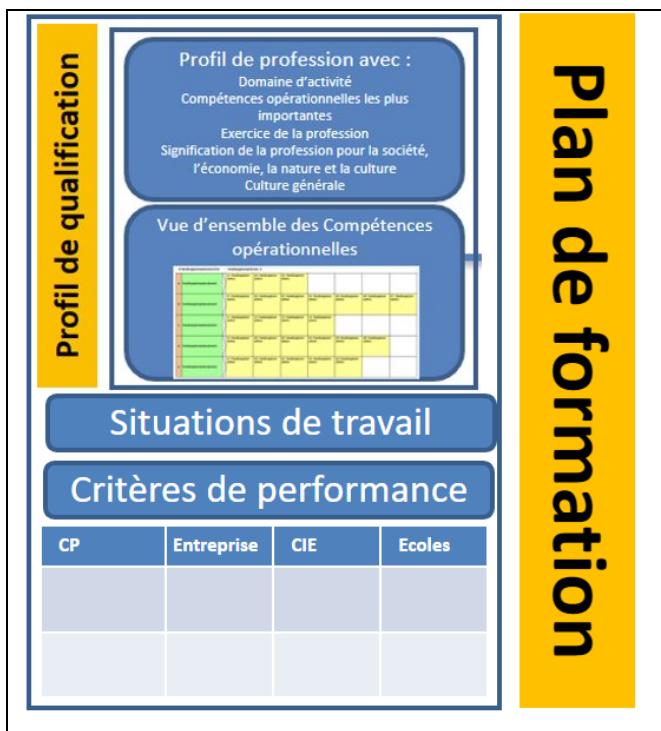 Profil de qualification
Profil de profession avec :
Domaine d'activité
Compétences opérationnelles les plus
importantes
Exercice de la profession
Signification de la profession pour la société,
l'économie, la nature et la culture
Culture générale
Vue d'ensemble des Compétences
opérationnelles
Situations de travail
Critères de performance
CP Entreprise CIE Ecoles
Plan de formation